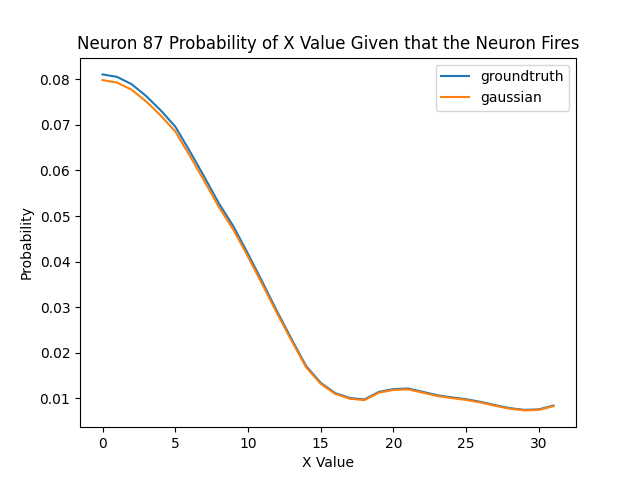 Neuron 87 Probability of X Value Given that the Neuron Fires
groundtruth
gaussian
0.08
0.07
0.06
0.05
0.04
0.03
0.02
0.01
Probability
0 5 10 15 20 25 30
X Value